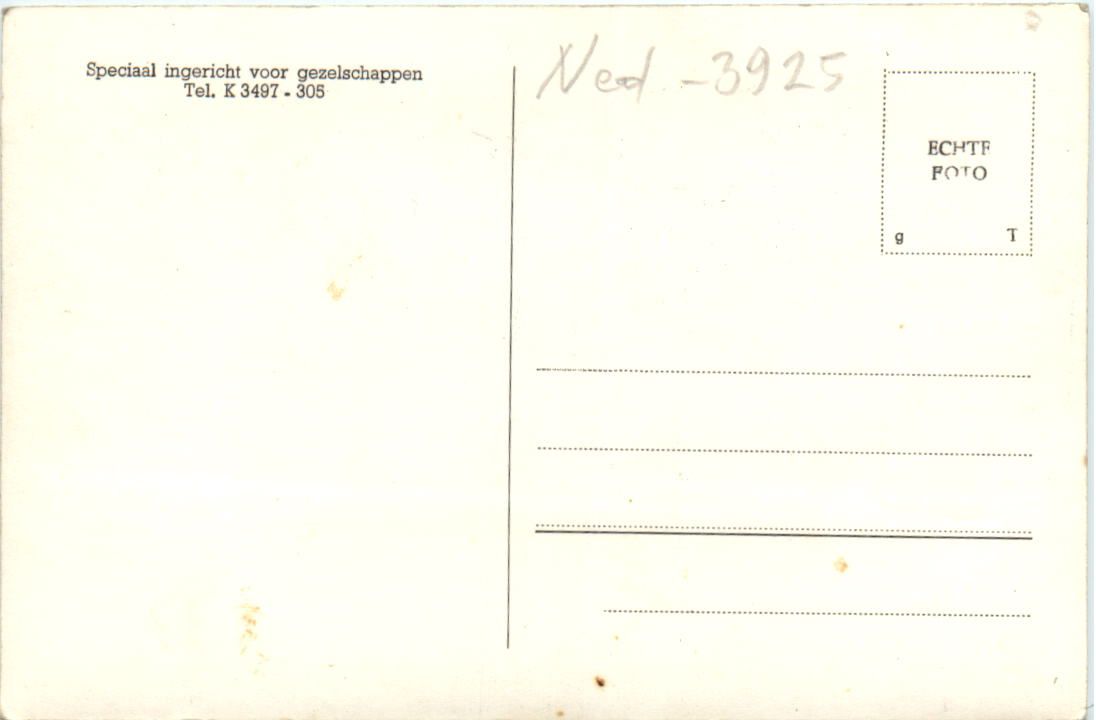 Speciaal ingericht voor gezelschappen
Tel. K 3497 - 305
Ned - 3925
ECHTE
FOTO
g T